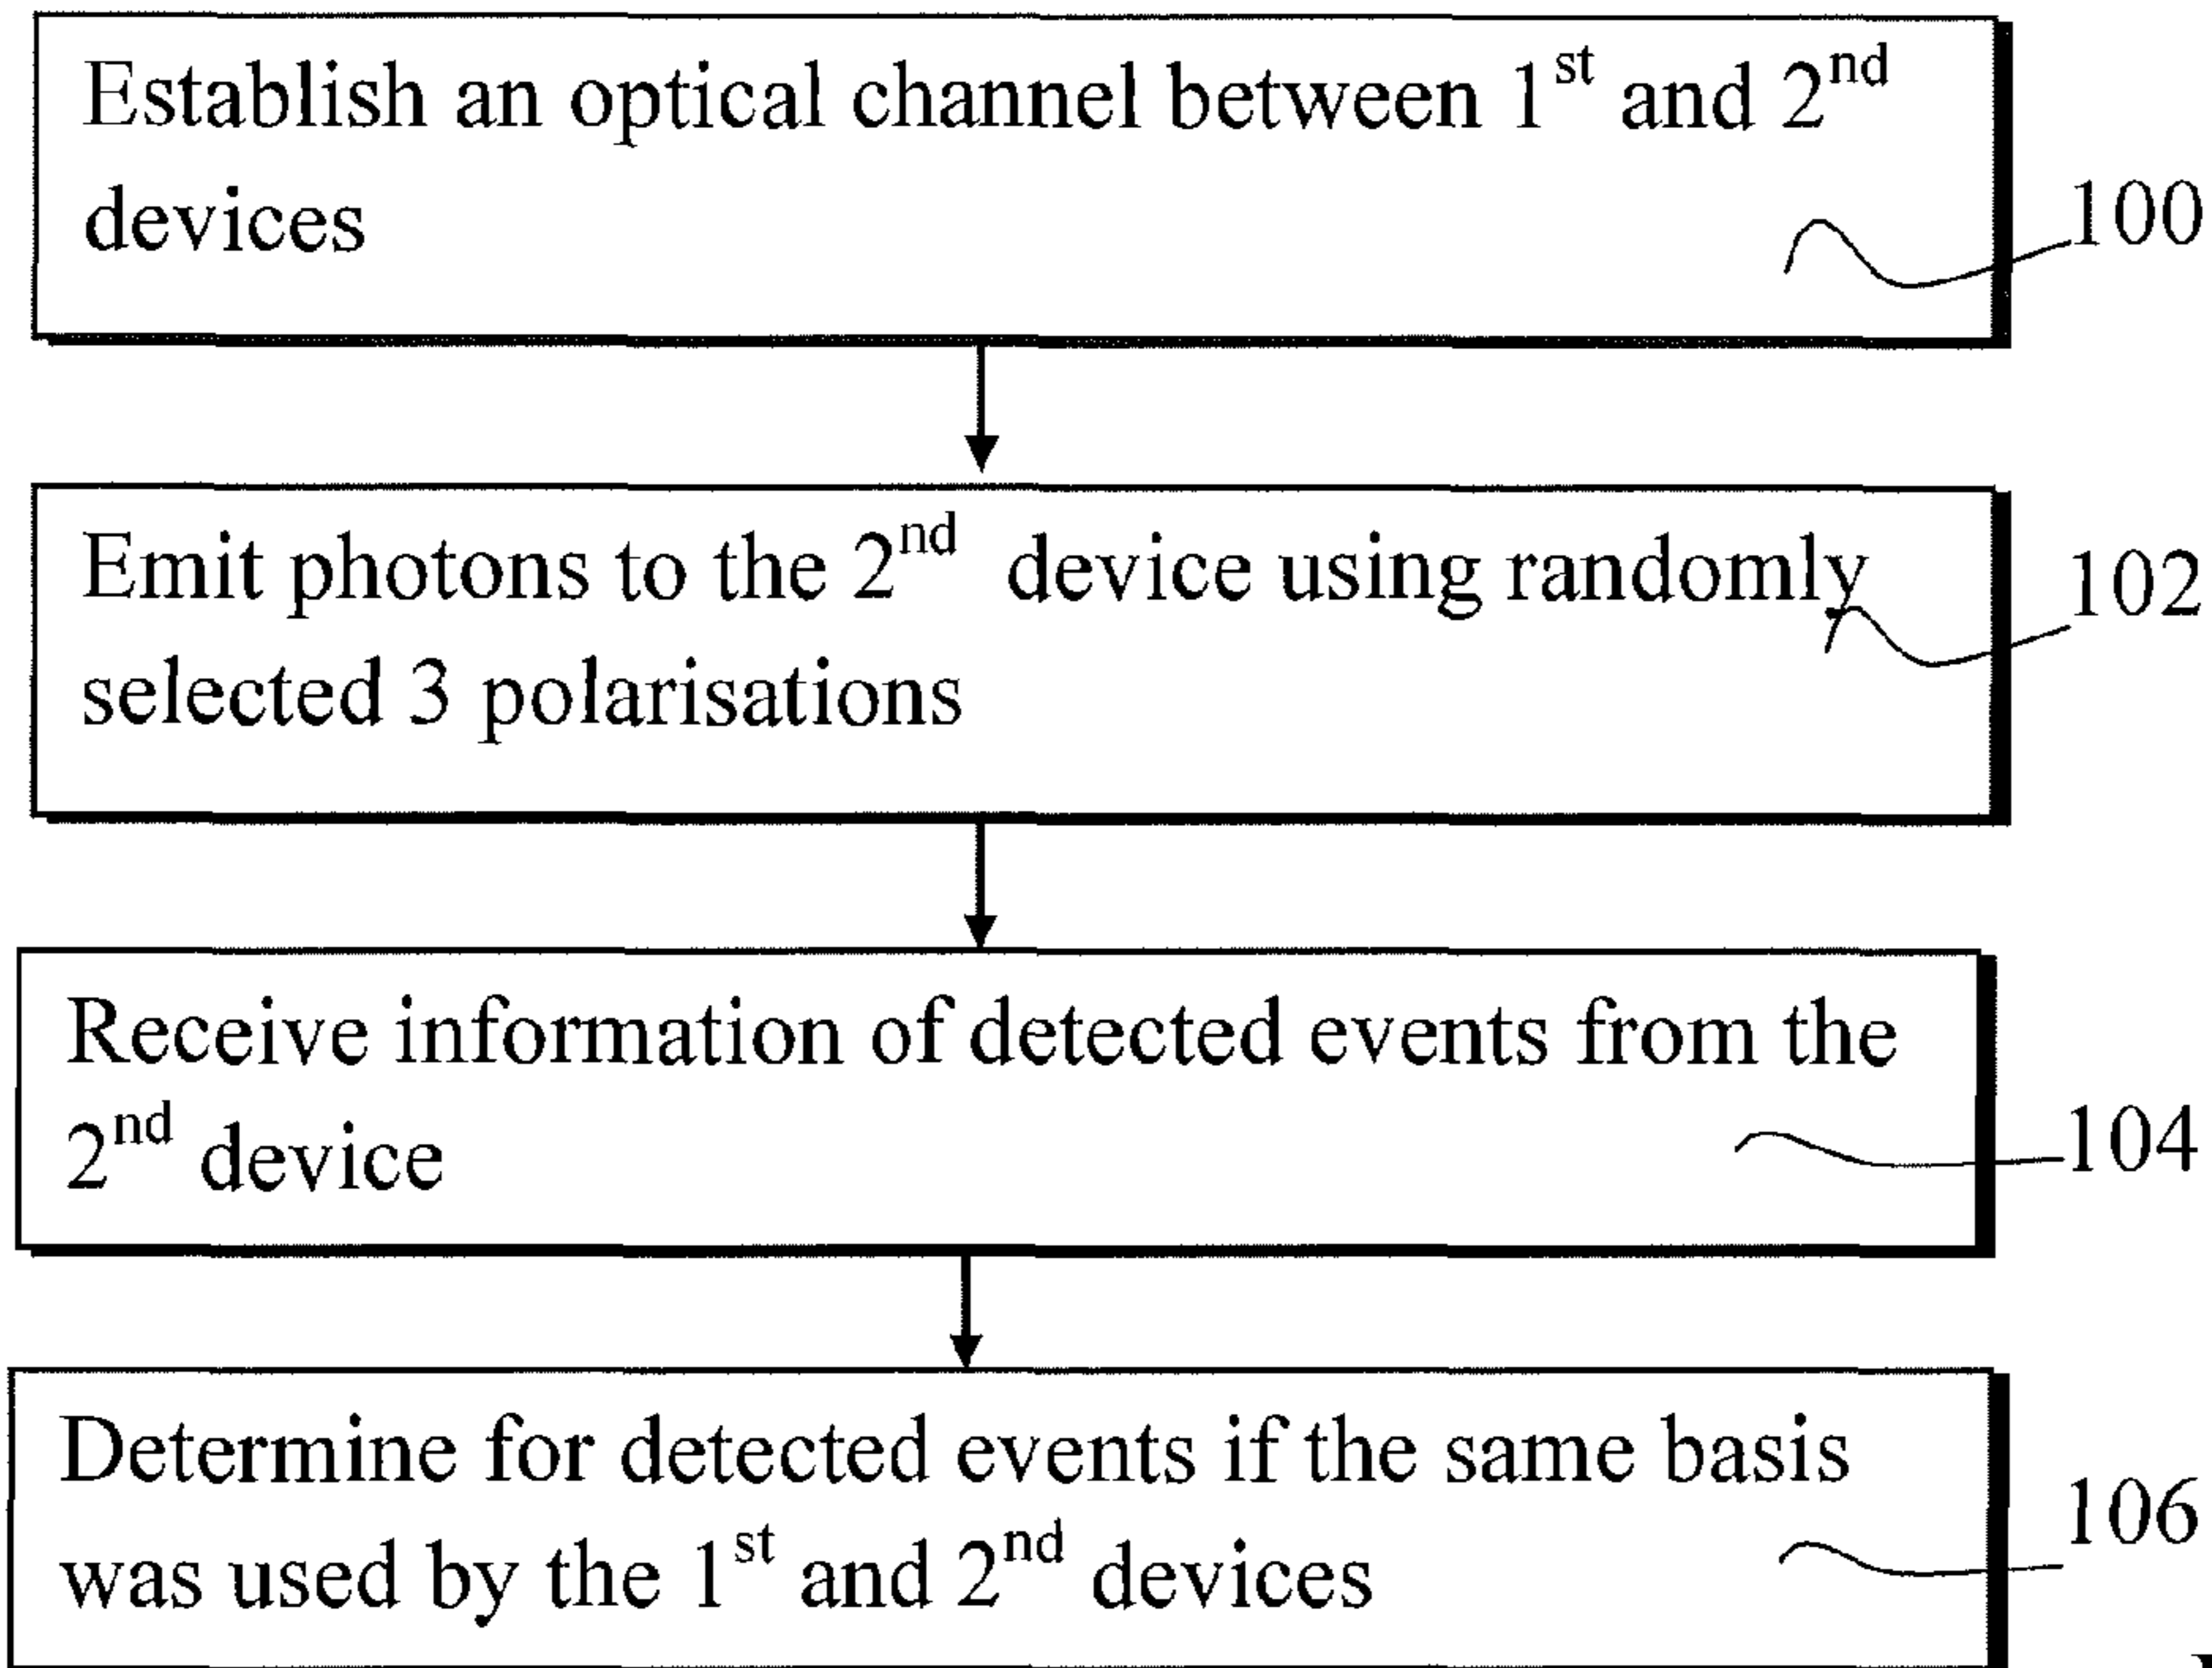 Establish an optical channel between 1st and 2nd
devices
100
Emit photons to the 2nd device using randomly
102
selected 3 polarisations
Receive information of detected events from the
2nd device
104
Determine for detected events if the same basis
106
was used by the 1st and 2nd devices